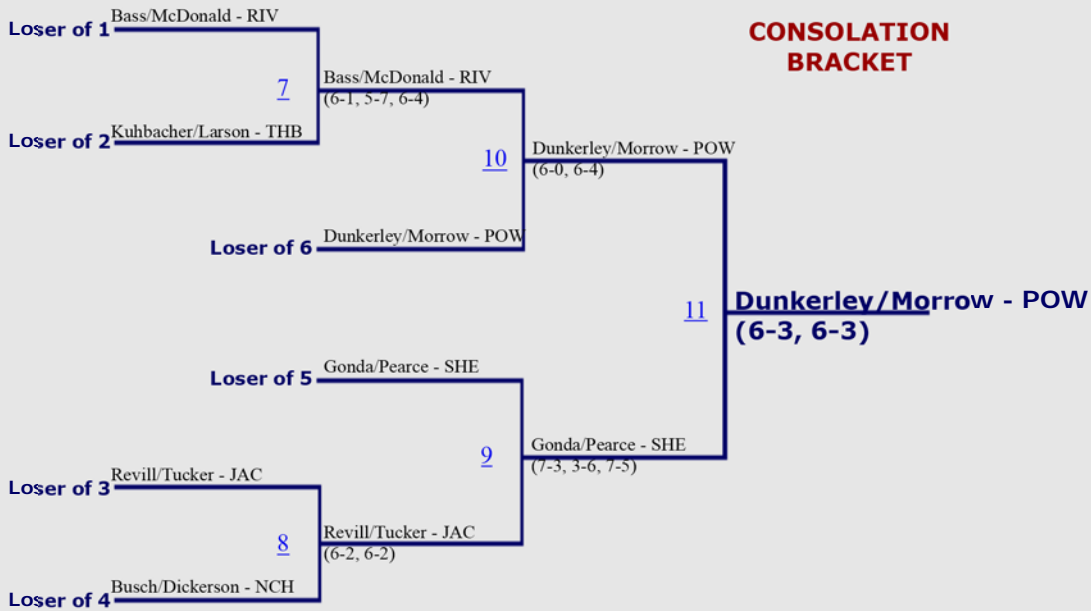 CONSOLATION
BRACKET
Loser of 1
Bass/McDonald - RIV
7
Bass/McDonald - RIV
(6-1, 5-7, 6-4)
Loser of 2
Kuhbacher/Larson - THB
10
Dunkerley/Morrow - POW
(6-0, 6-4)
Loser of 6
Dunkerley/Morrow - POW
11
Dunkerley/Morrow - POW
(6-3, 6-3)
Loser of 5
Gonda/Pearce - SHE
9
Gonda/Pearce - SHE
(7-3, 3-6, 7-5)
Loser of 3
Revill/Tucker - JAC
8
Revill/Tucker - JAC
(6-2, 6-2)
Loser of 4
Busch/Dickerson - NCH